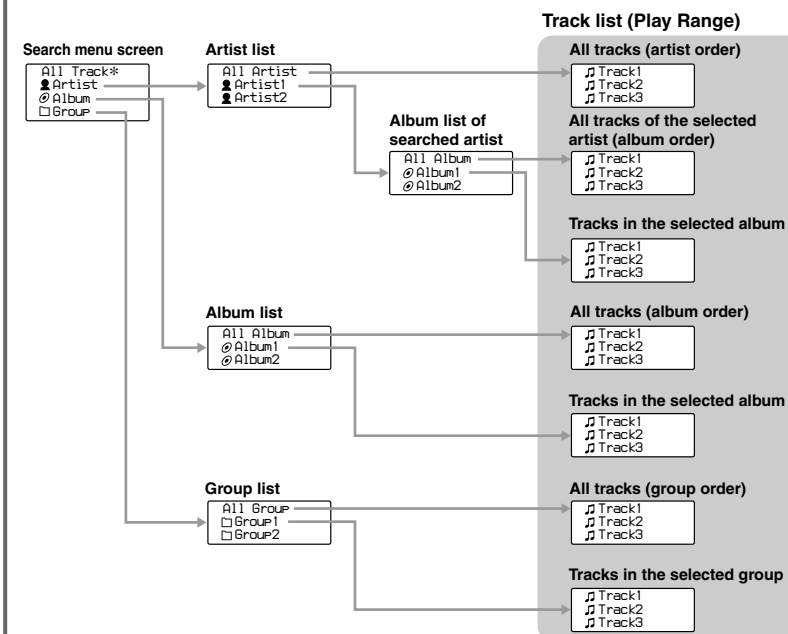 Track list (Play Range)
Search menu screen
All Track*
Artist
Album
Group
Artist list
All Artist
Artist1
Artist2
All tracks (artist order)
Track1
Track2
Track3
Album list of
searched artist
All Album
Album1
Album2
All tracks of the selected
artist (album order)
Track1
Track2
Track3
Tracks in the selected album
Track1
Track2
Track3
Album list
All Album
Album1
Album2
All tracks (album order)
Track1
Track2
Track3
Tracks in the selected album
Track1
Track2
Track3
Group list
All Group
Group1
Group2
All tracks (group order)
Track1
Track2
Track3
Tracks in the selected group
Track1
Track2
Track3